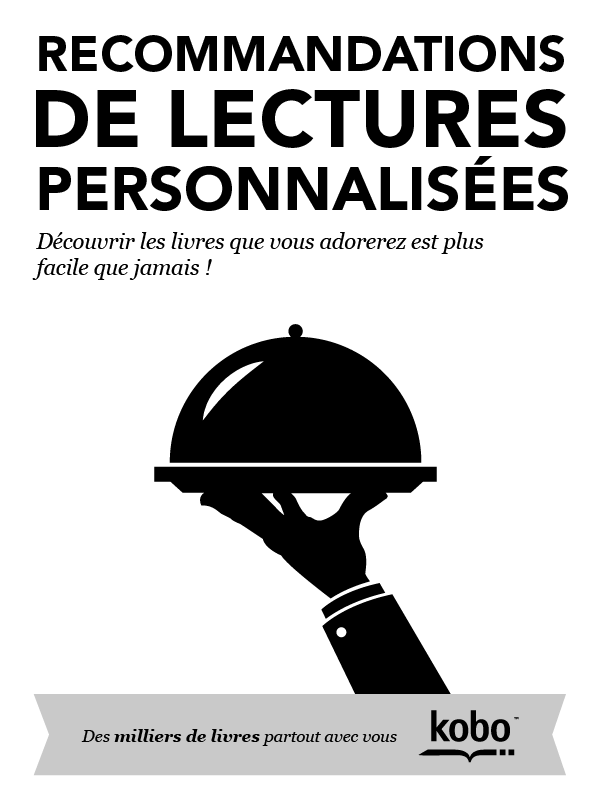 RECOMMANDATIONS
DE LECTURES
PERSONNALISÉES
Découvrir les livres que vous adorerez est plus
facile que jamais !
Des milliers de livres partout avec vous
kobo™